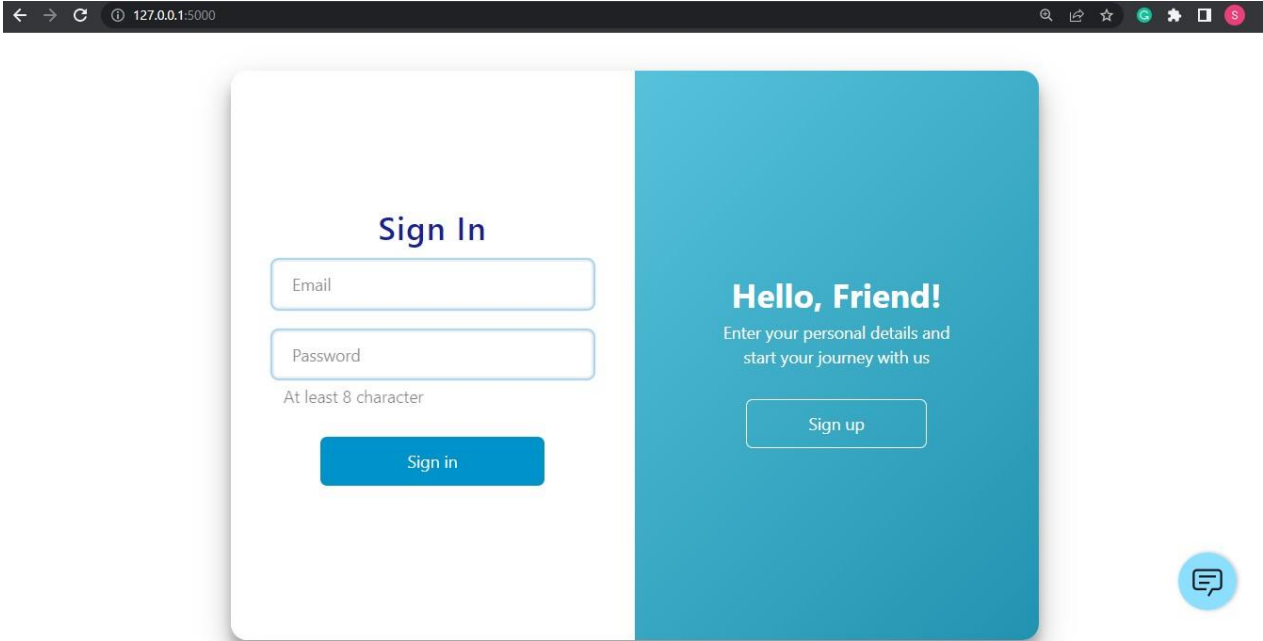 127.0.0.1:5000
S
Sign In
Email
Password
At least 8 character
Sign in
Hello, Friend!
Enter your personal details and
start your journey with us
Sign up